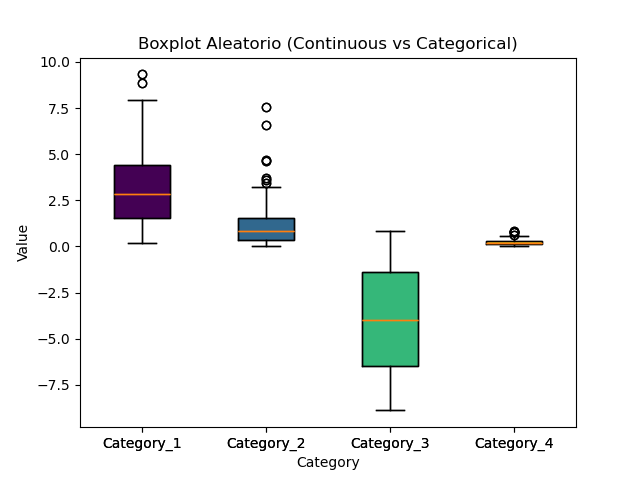 Boxplot Aleatorio (Continuous vs Categorical)
10.0
7.5
5.0
2.5
0.0
−2.5
−5.0
−7.5
Value
Category_1 Category_2 Category_3 Category_4
Category